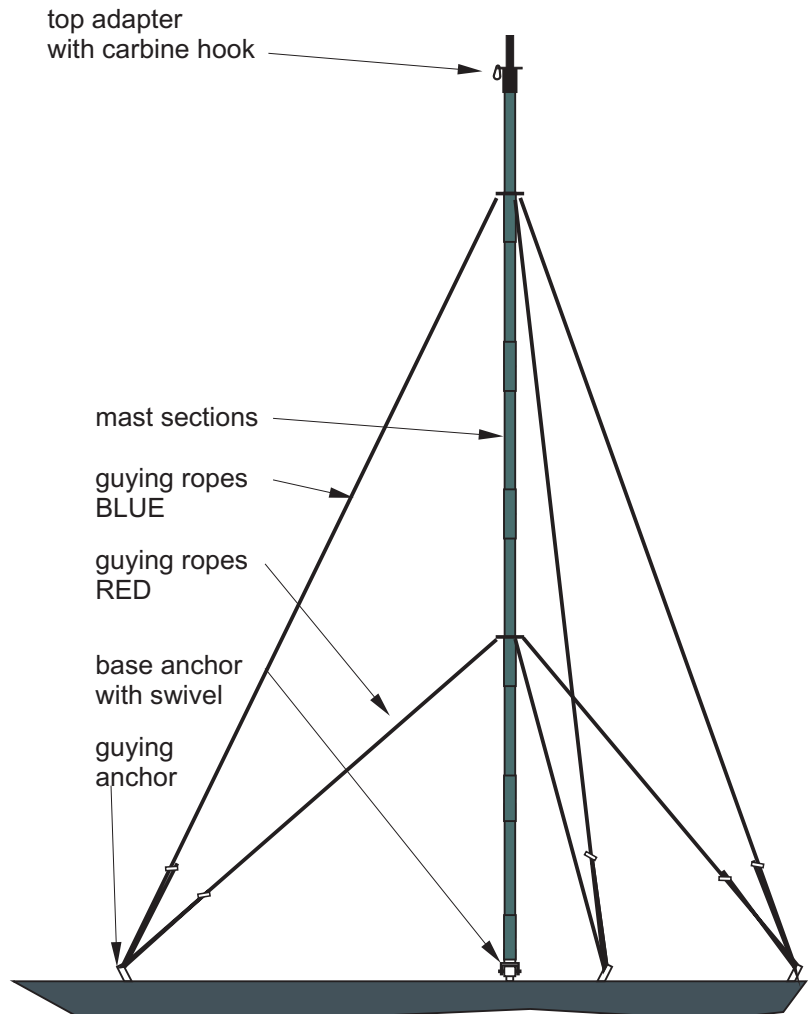 top adapter
with carbine hook
mast sections
guying ropes
BLUE
guying ropes
RED
base anchor
with swivel
guying
anchor